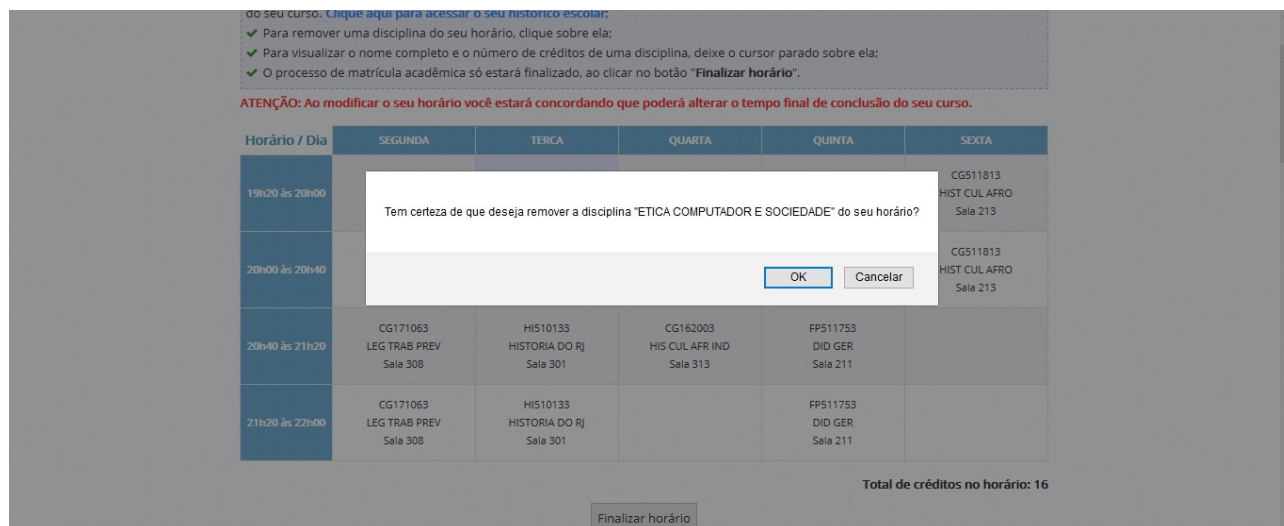 do seu curso. Clique aqui para acessar o seu histórico escolar;
Para remover uma disciplina do seu horário, clique sobre ela;
Para visualizar o nome completo e o número de créditos de uma disciplina, deixe o cursor parado sobre ela;
O processo de matrícula acadêmica só estará finalizado, ao clicar no botão "Finalizar horário".
ATENÇÃO: Ao modificar o seu horário você estará concordando que poderá alterar o tempo final de conclusão do seu curso.
Horário / Dia SEGUNDA TERCA QUARTA QUINTA SEXTA
19h20 às 20h00
CG511813
HIST CUL AFRO
Sala 213
Tem certeza de que deseja remover a disciplina "ETICA COMPUTADOR E SOCIEDADE" do seu horário?
OK Cancelar
20h00 às 20h40
CG511813
HIST CUL AFRO
Sala 213
20h40 às 21h20
CG171063
LEG TRAB PREV
Sala 308
HI510133
HISTORIA DO RJ
Sala 301
CG162003
HIS CUL AFR IND
Sala 313
FP511753
DID GER
Sala 211
21h20 às 22h00
CG171063
LEG TRAB PREV
Sala 308
HI510133
HISTORIA DO RJ
Sala 301
FP511753
DID GER
Sala 211
Total de créditos no horário: 16
Finalizar horário